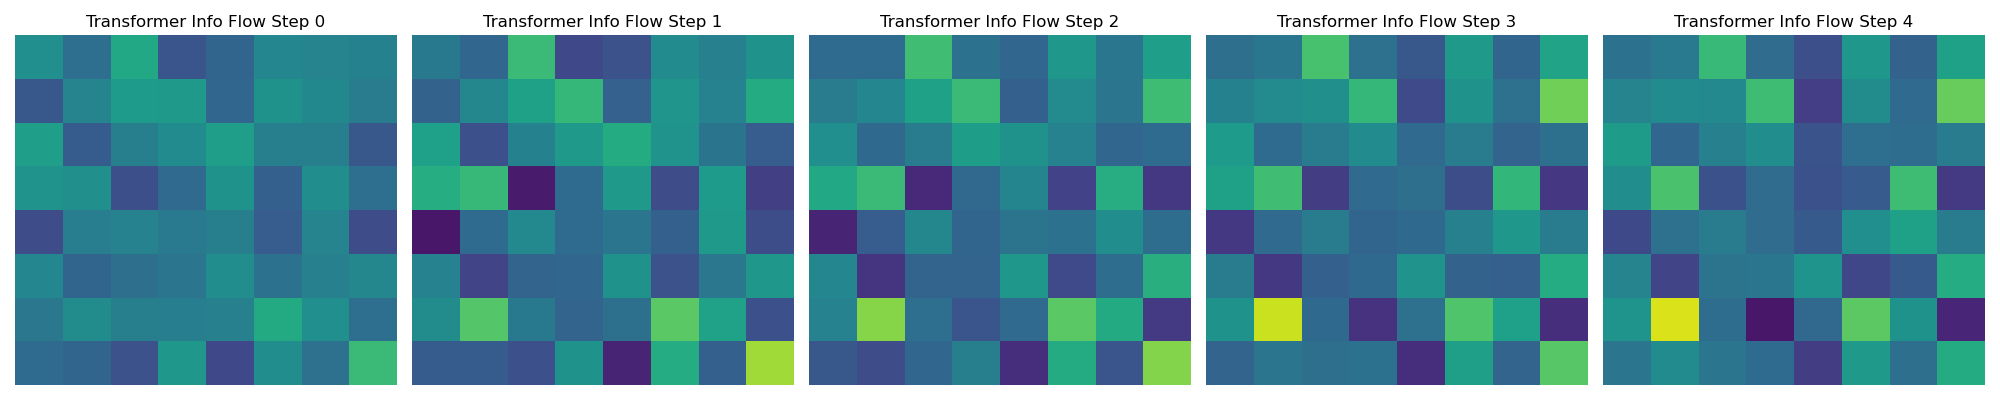 Transformer Info Flow Step 0
Transformer Info Flow Step 1
Transformer Info Flow Step 2
Transformer Info Flow Step 3
Transformer Info Flow Step 4